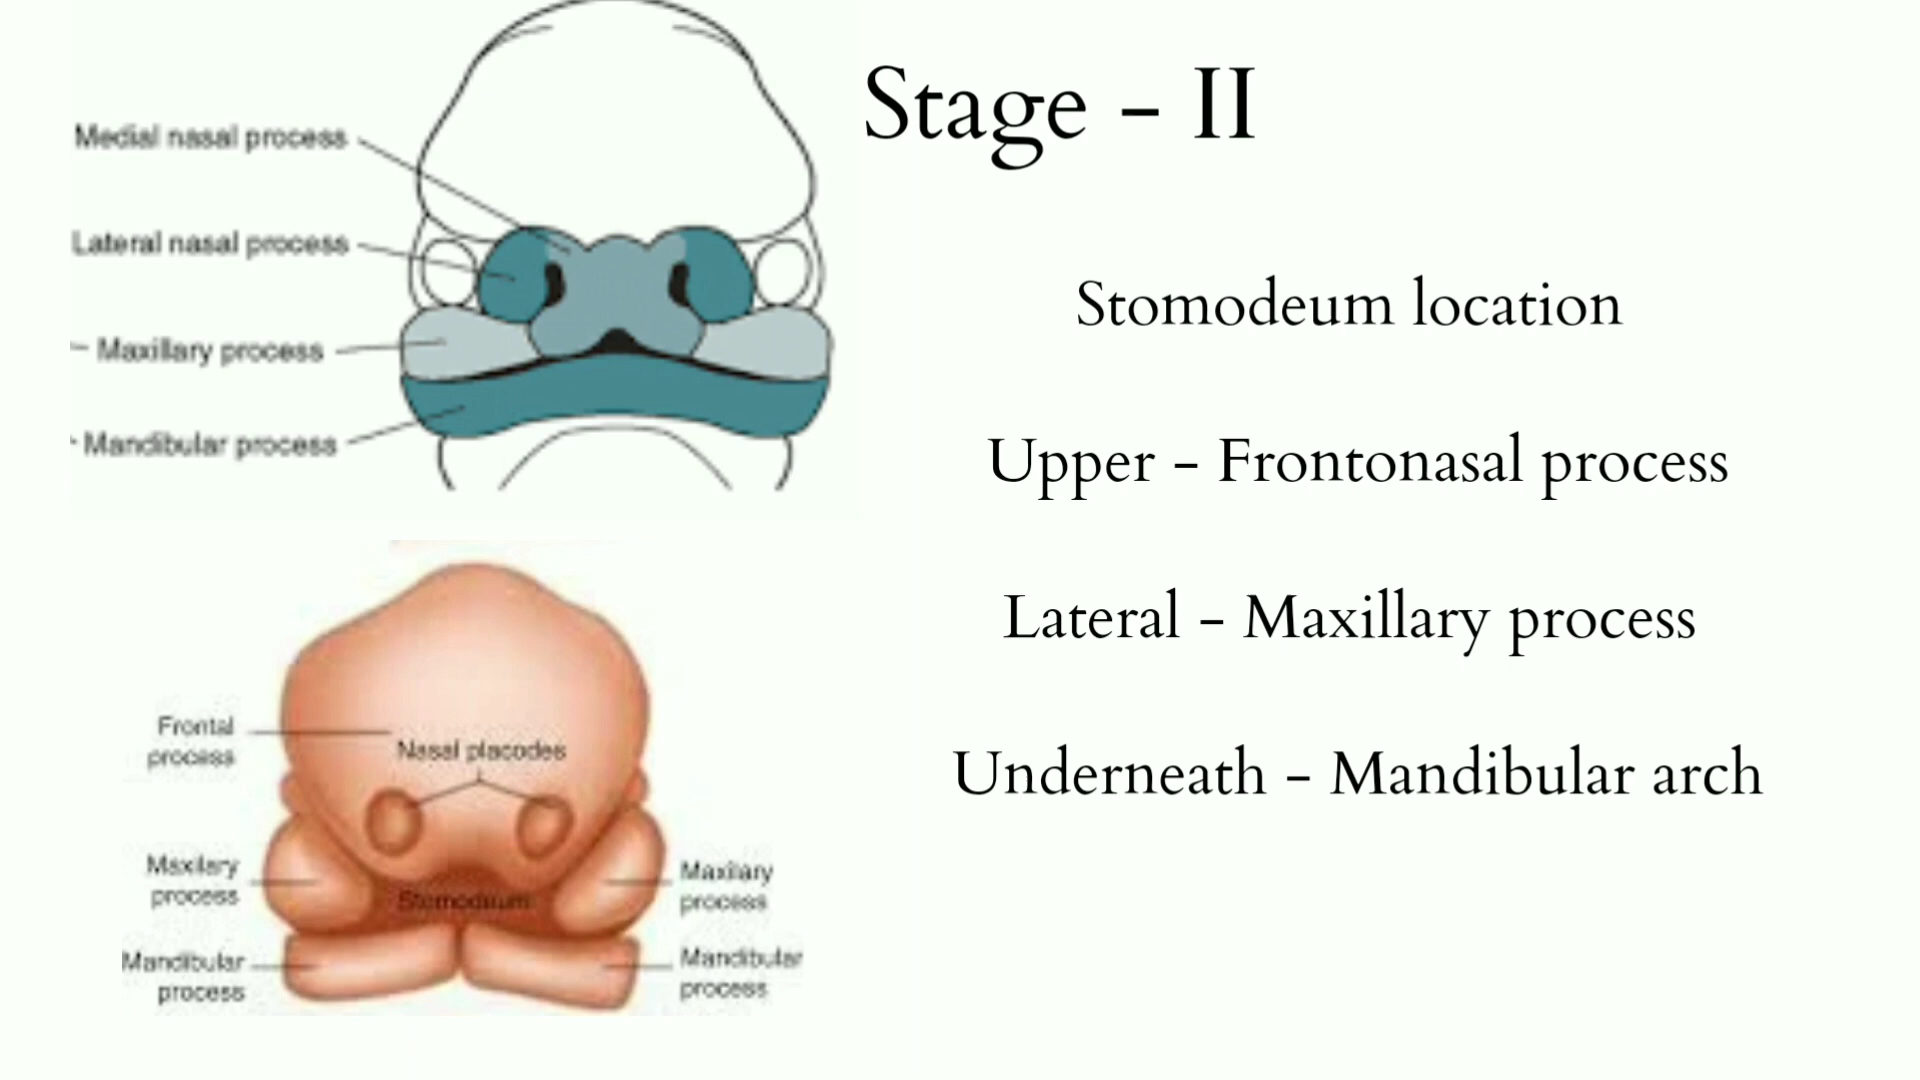 Stage - II
Medial nasal process
Lateral nasal process
Maxillary process
Mandibular process
Stomodeum location
Upper - Frontonasal process
Lateral - Maxillary process
Underneath - Mandibular arch
Frontal
process
Nasal placodes
Maxilary
process
Stomodeum
Maxilary
process
Mandibular
process
Mandibular
process